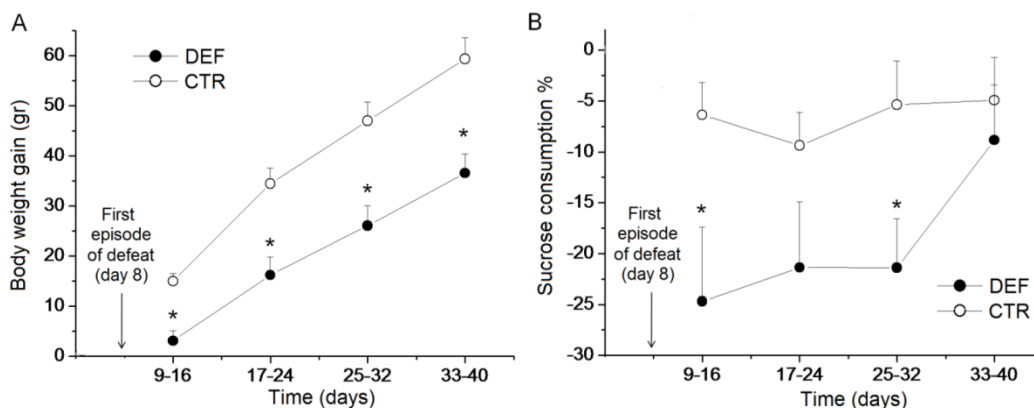 A
DEF
CTR
Body weight gain (gr)
60
50
40
30
20
10
0
First
episode
of defeat
(day 8)
*
*
*
*
9-16
17-24
25-32
33-40
Time (days)
B
Sucrose consumption %
0
-5
-10
-15
-20
-25
-30
First
episode
of defeat
(day 8)
*
*
DEF
CTR
9-16
17-24
25-32
33-40
Time (days)